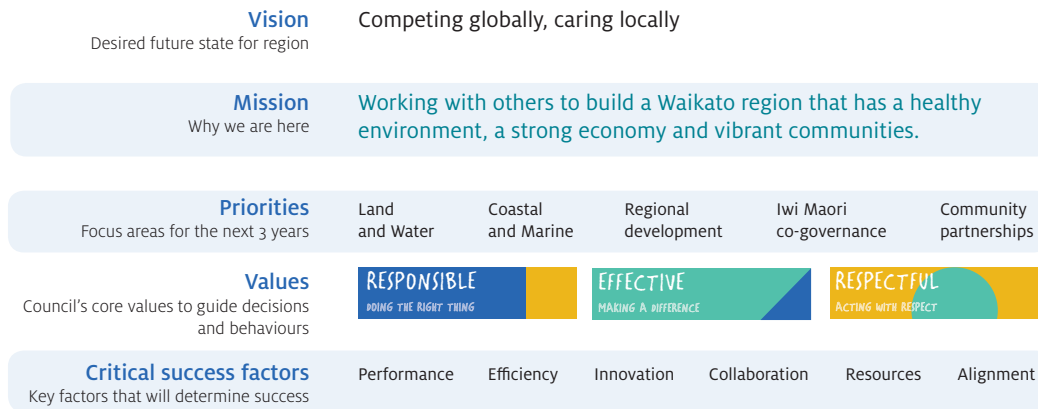 Vision
Desired future state for region
Competing globally, caring locally
Mission
Why we are here
Working with others to build a Waikato region that has a healthy
environment, a strong economy and vibrant communities.
Priorities
Focus areas for the next 3 years
Land
and Water
Coastal
and Marine
Regional
development
Iwi Maori
co-governance
Community
partnerships
Values
Council's core values to guide decisions
and behaviours
RESPONSIBLE
DOING THE RIGHT THING
EFFECTIVE
MAKING A DIFFERENCE
RESPECTFUL
ACTING WITH RESPECT
Critical success factors
Key factors that will determine success
Performance
Efficiency
Innovation
Collaboration
Resources
Alignment